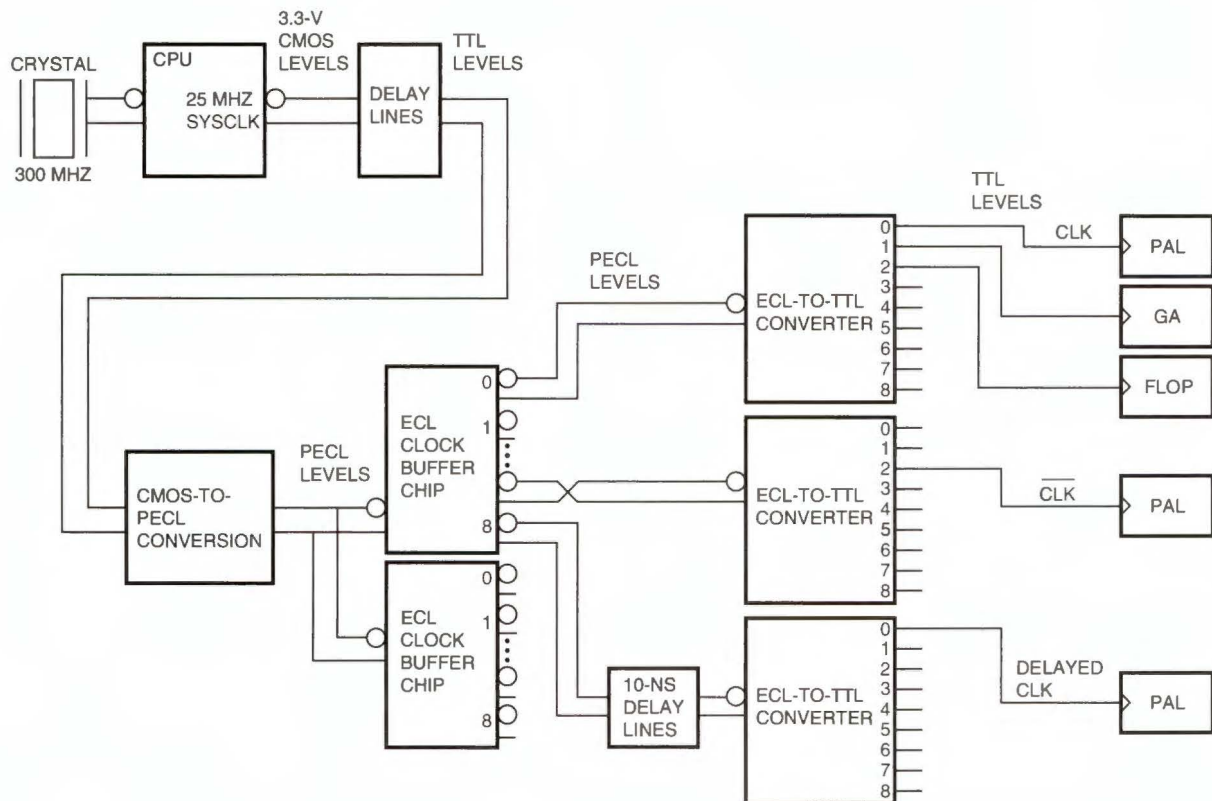 CRYSTAL
300 MHZ
CPU
25 MHZ
SYSCLK
3.3-V
CMOS
LEVELS
DELAY
LINES
TTL
LEVELS
CMOS-TO-
PECL
CONVERSION
PECL
LEVELS
ECL
CLOCK
BUFFER
CHIP
0
1
8
ECL
CLOCK
BUFFER
CHIP
0
1
8
PECL
LEVELS
10-NS
DELAY
LINES
ECL-TO-TTL
CONVERTER
0
1
2
3
4
5
6
7
8
TTL
LEVELS
CLK
PAL
GA
FLOP
ECL-TO-TTL
CONVERTER
0
1
2
3
4
5
6
7
8
CLK
PAL
ECL-TO-TTL
CONVERTER
0
1
2
3
4
5
6
7
8
DELAYED
CLK
PAL